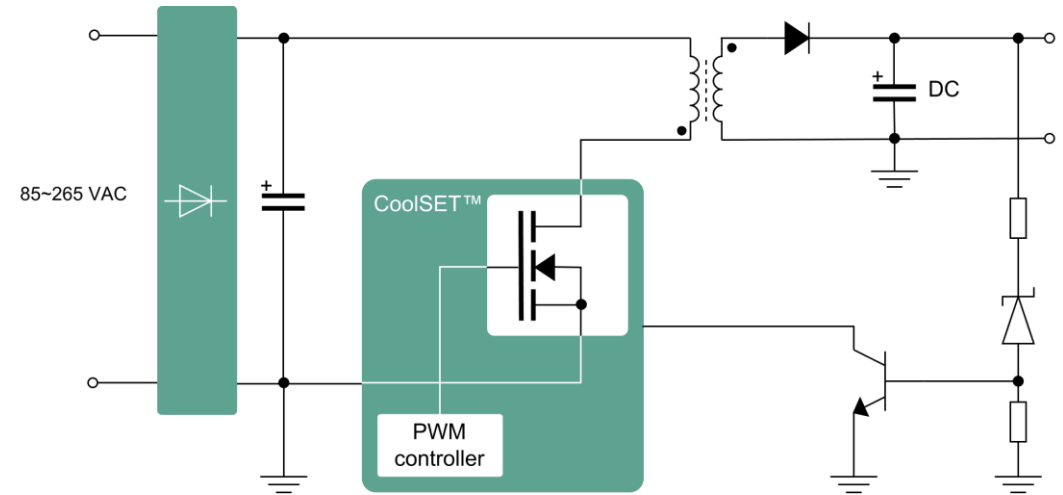 +
+
DC
85~265 VAC
CoolSET™
PWM
controller